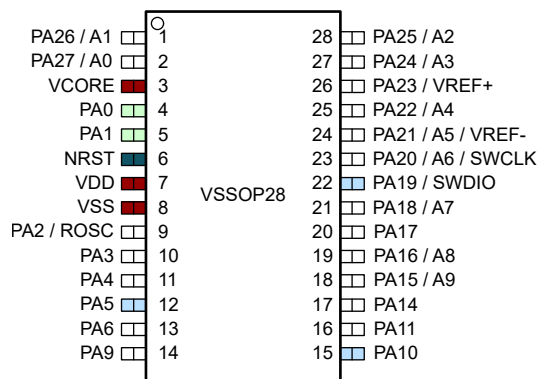 PA26 / A1 1 28 PA25 / A2
PA27 / A0 2 27 PA24 / A3
VCORE 3 26 PA23 / VREF+
PA0 4 25 PA22 / A4
PA1 5 24 PA21 / A5 / VREF-
NRST 6 23 PA20 / A6 / SWCLK
VDD 7 22 PA19 / SWDIO
VSSOP28
VSS 8 21 PA18 / A7
PA2 / ROSC 9 20 PA17
PA3 10 19 PA16 / A8
PA4 11 18 PA15 / A9
PA5 12 17 PA14
PA6 13 16 PA11
PA9 14 15 PA10